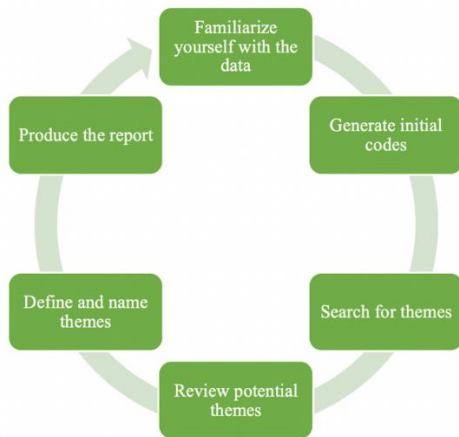 Familiarize
yourself with the
data
Generate initial
codes
Search for themes
Review potential
themes
Define and name
themes
Produce the report